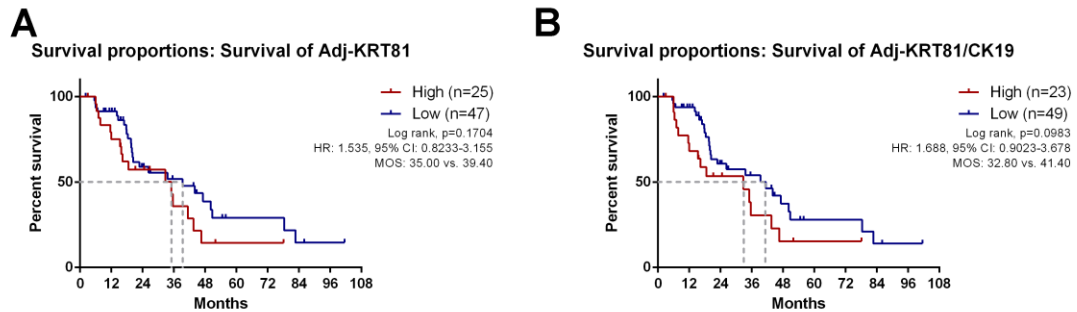 A
Survival proportions: Survival of Adj-KRT81
High (n=25)
Low (n=47)
Log rank, p=0.1704
HR: 1.535, 95% CI: 0.8233-3.155
MOS: 35.00 vs. 39.40
Percent survival
100
50
0
0 12 24 36 48 60 72 84 96 108
Months
B
Survival proportions: Survival of Adj-KRT81/CK19
High (n=23)
Low (n=49)
Log rank, p=0.0983
HR: 1.688, 95% CI: 0.9023-3.678
MOS: 32.80 vs. 41.40
Percent survival
100
50
0
0 12 24 36 48 60 72 84 96 108
Months